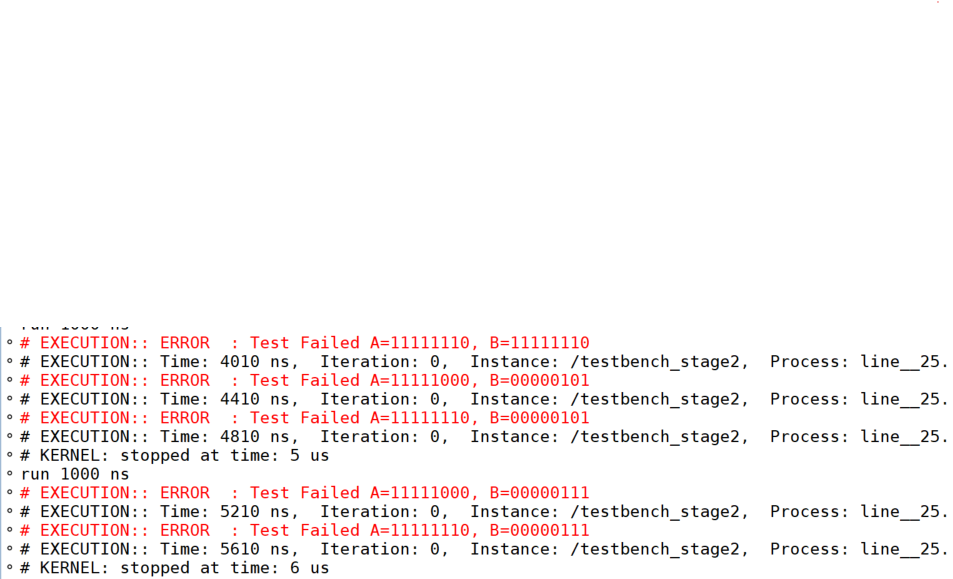 run 1000 ns
# EXECUTION:: ERROR  : Test Failed A=11111110, B=11111110
# EXECUTION:: Time: 4010 ns,  Iteration: 0,  Instance: /testbench_stage2,  Process: line__25.
# EXECUTION:: ERROR  : Test Failed A=11111000, B=00000101
# EXECUTION:: Time: 4410 ns,  Iteration: 0,  Instance: /testbench_stage2,  Process: line__25.
# EXECUTION:: ERROR  : Test Failed A=11111110, B=00000101
# EXECUTION:: Time: 4810 ns,  Iteration: 0,  Instance: /testbench_stage2,  Process: line__25.
# KERNEL: stopped at time: 5 us
run 1000 ns
# EXECUTION:: ERROR  : Test Failed A=11111000, B=00000111
# EXECUTION:: Time: 5210 ns,  Iteration: 0,  Instance: /testbench_stage2,  Process: line__25.
# EXECUTION:: ERROR  : Test Failed A=11111110, B=00000111
# EXECUTION:: Time: 5610 ns,  Iteration: 0,  Instance: /testbench_stage2,  Process: line__25.
# KERNEL: stopped at time: 6 us